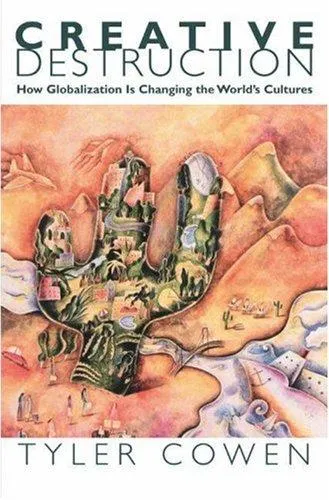 CREATIVE
DESTRUCTION
How Globalization Is Changing the World's Cultures
TYLER COWEN